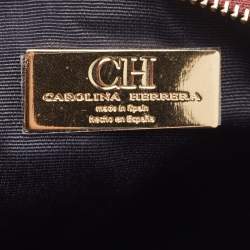 CH
CAROLINA HERRERA
made in Spain
hecho en España